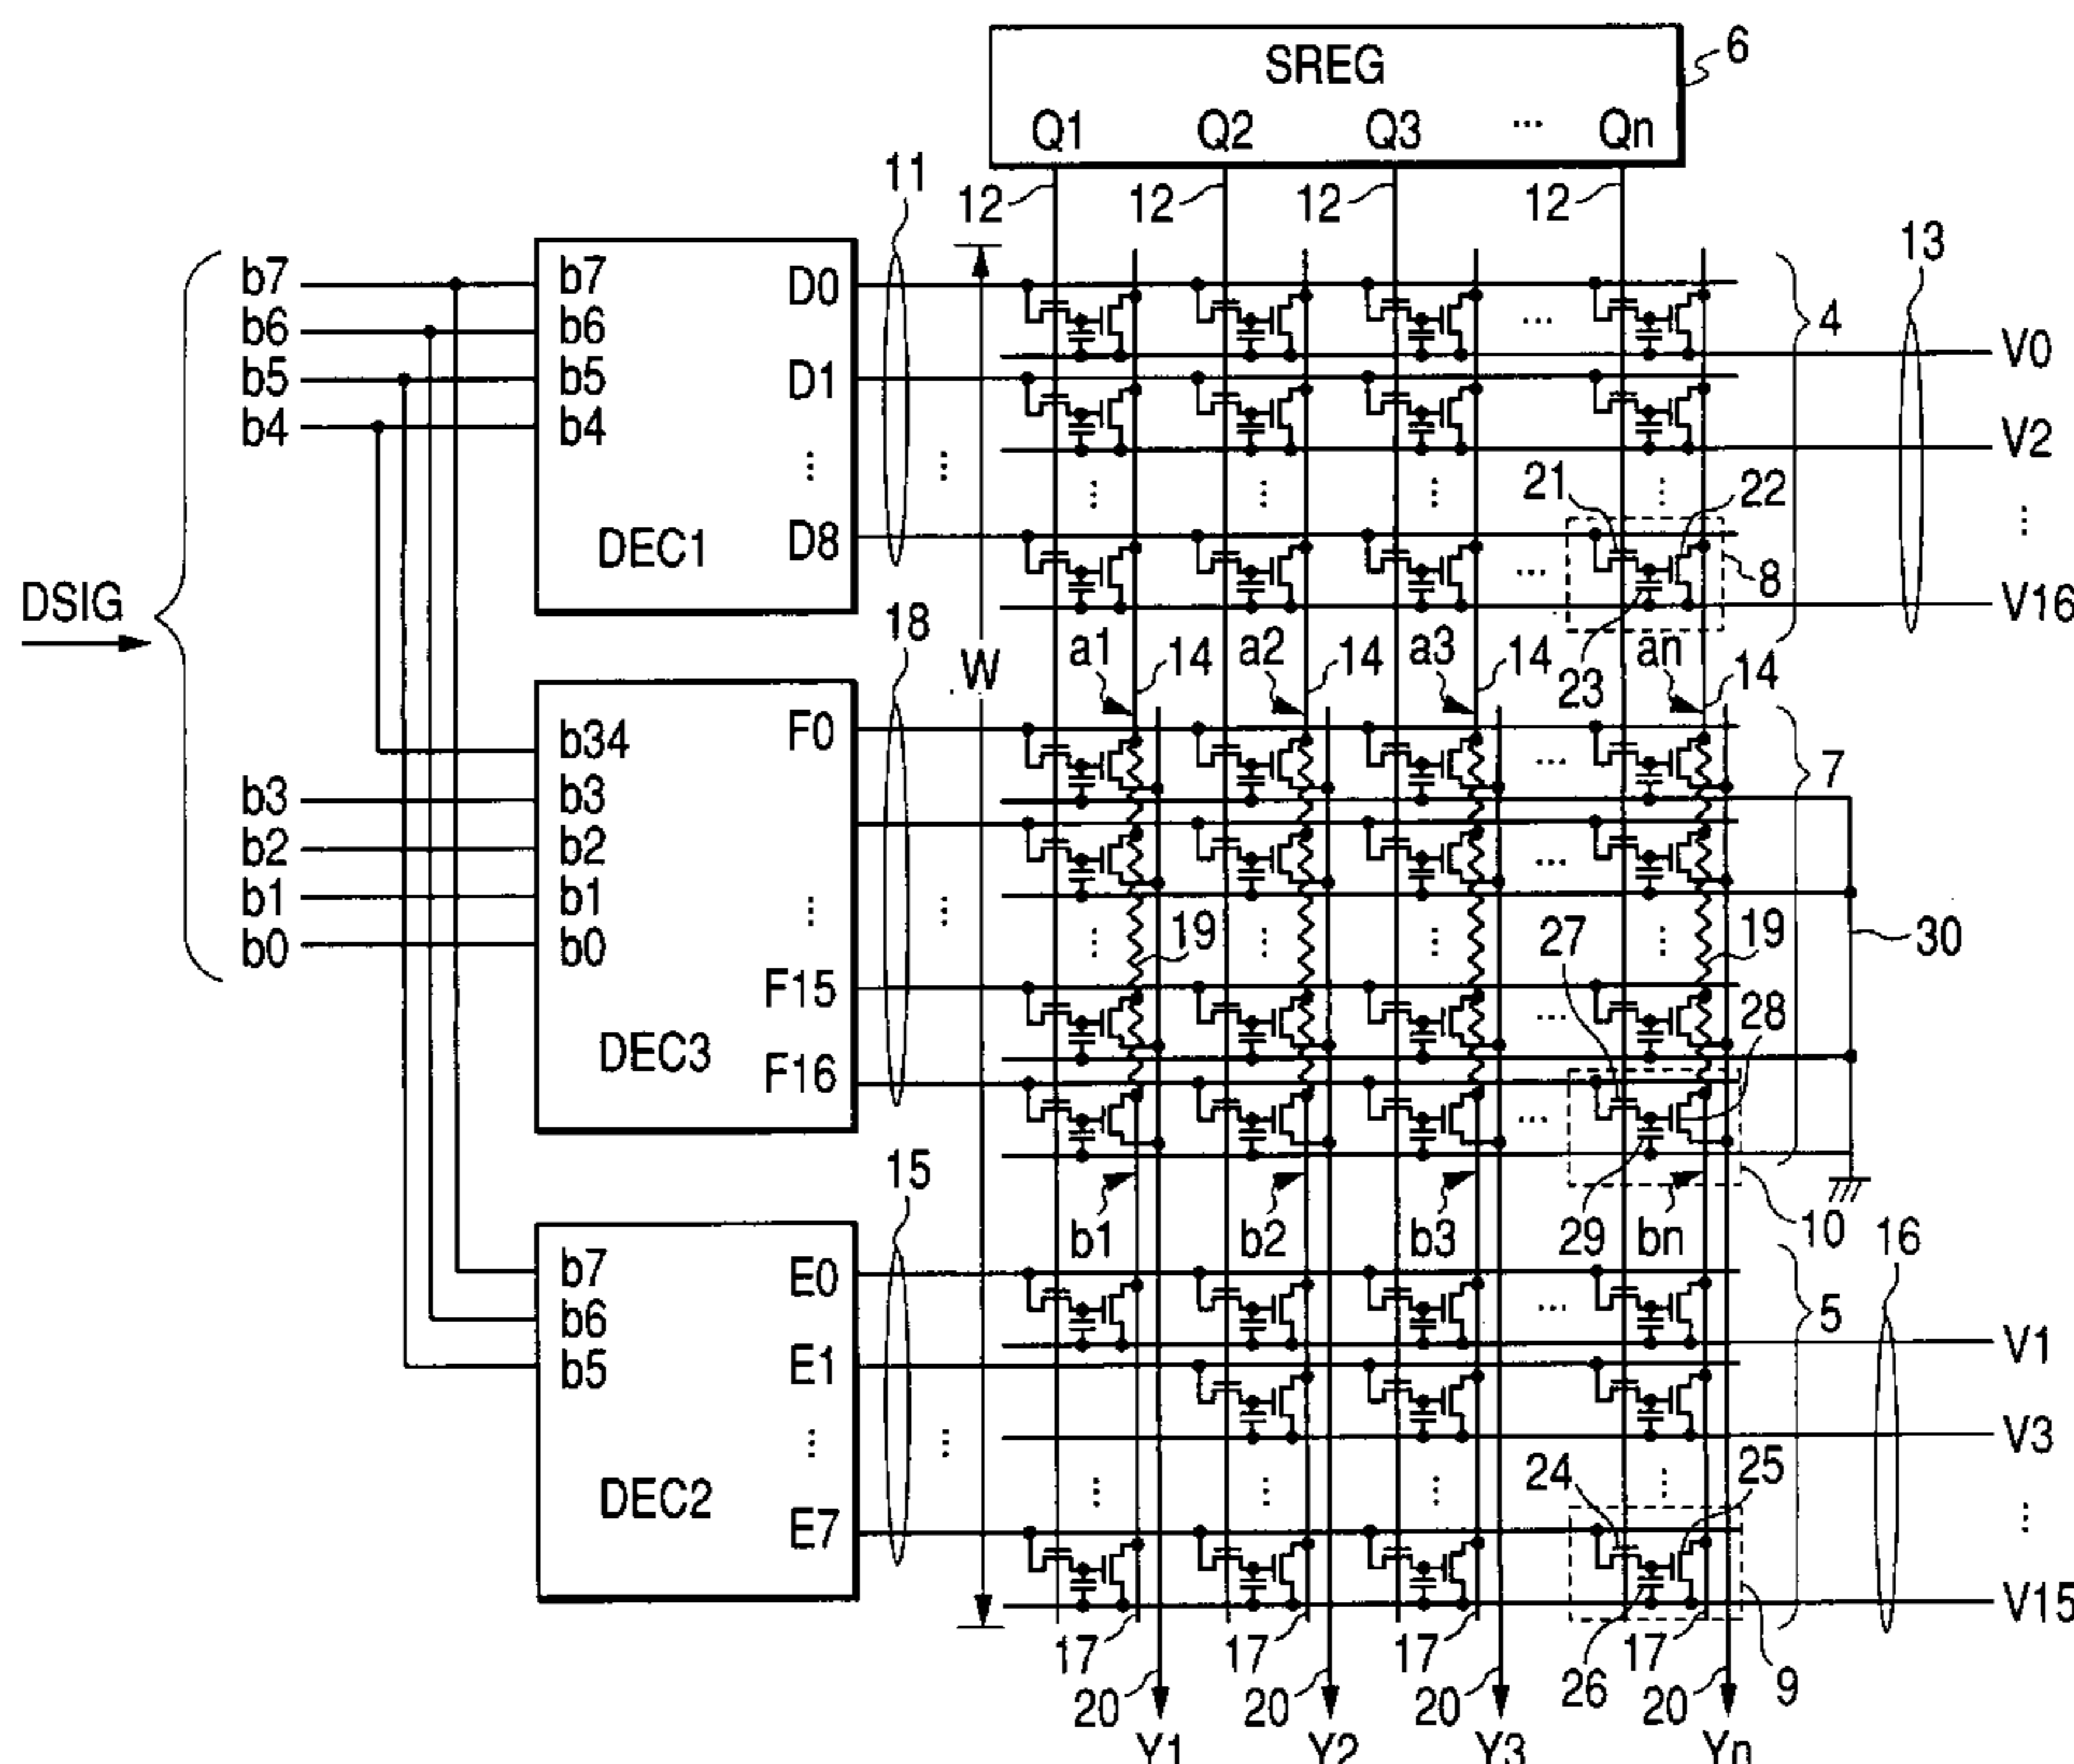 SREG
6
Q1 Q2 Q3 ... Qn
11
12 12 12 12
13
b7 b7 D0
b6 b6
b5 b5 D1
b4 b4
... ... ...
4
V0
V2
21 22
DEC1 D8
... ... ... ...
8
V16
DSIG
18
W
a1 14 a2 14 a3 14 an 14
23
b34 F0
7
b3 b3
b2 b2
b1 b1
b0 b0
... ...
19 27 19 30
F15
28
DEC3
F16
15
b1 b2 b3 29 bn 10 16
b7 E0
b6
5
b5 E1
V1
... ...
V3
24 25
DEC2
E7
...
V15
17 17 17 26 17 9
20 20 20 20
Y1 Y2 Y3 Yn